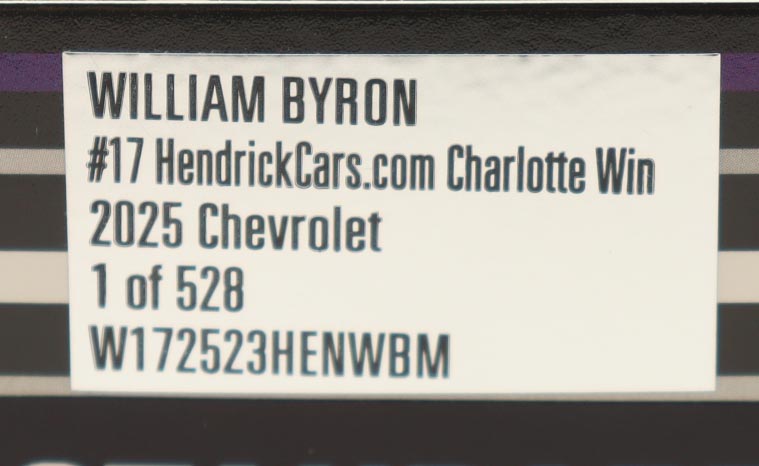 WILLIAM BYRON
#17 HendrickCars.com Charlotte Win
2025 Chevrolet
1 of 528
W172523HENWBM